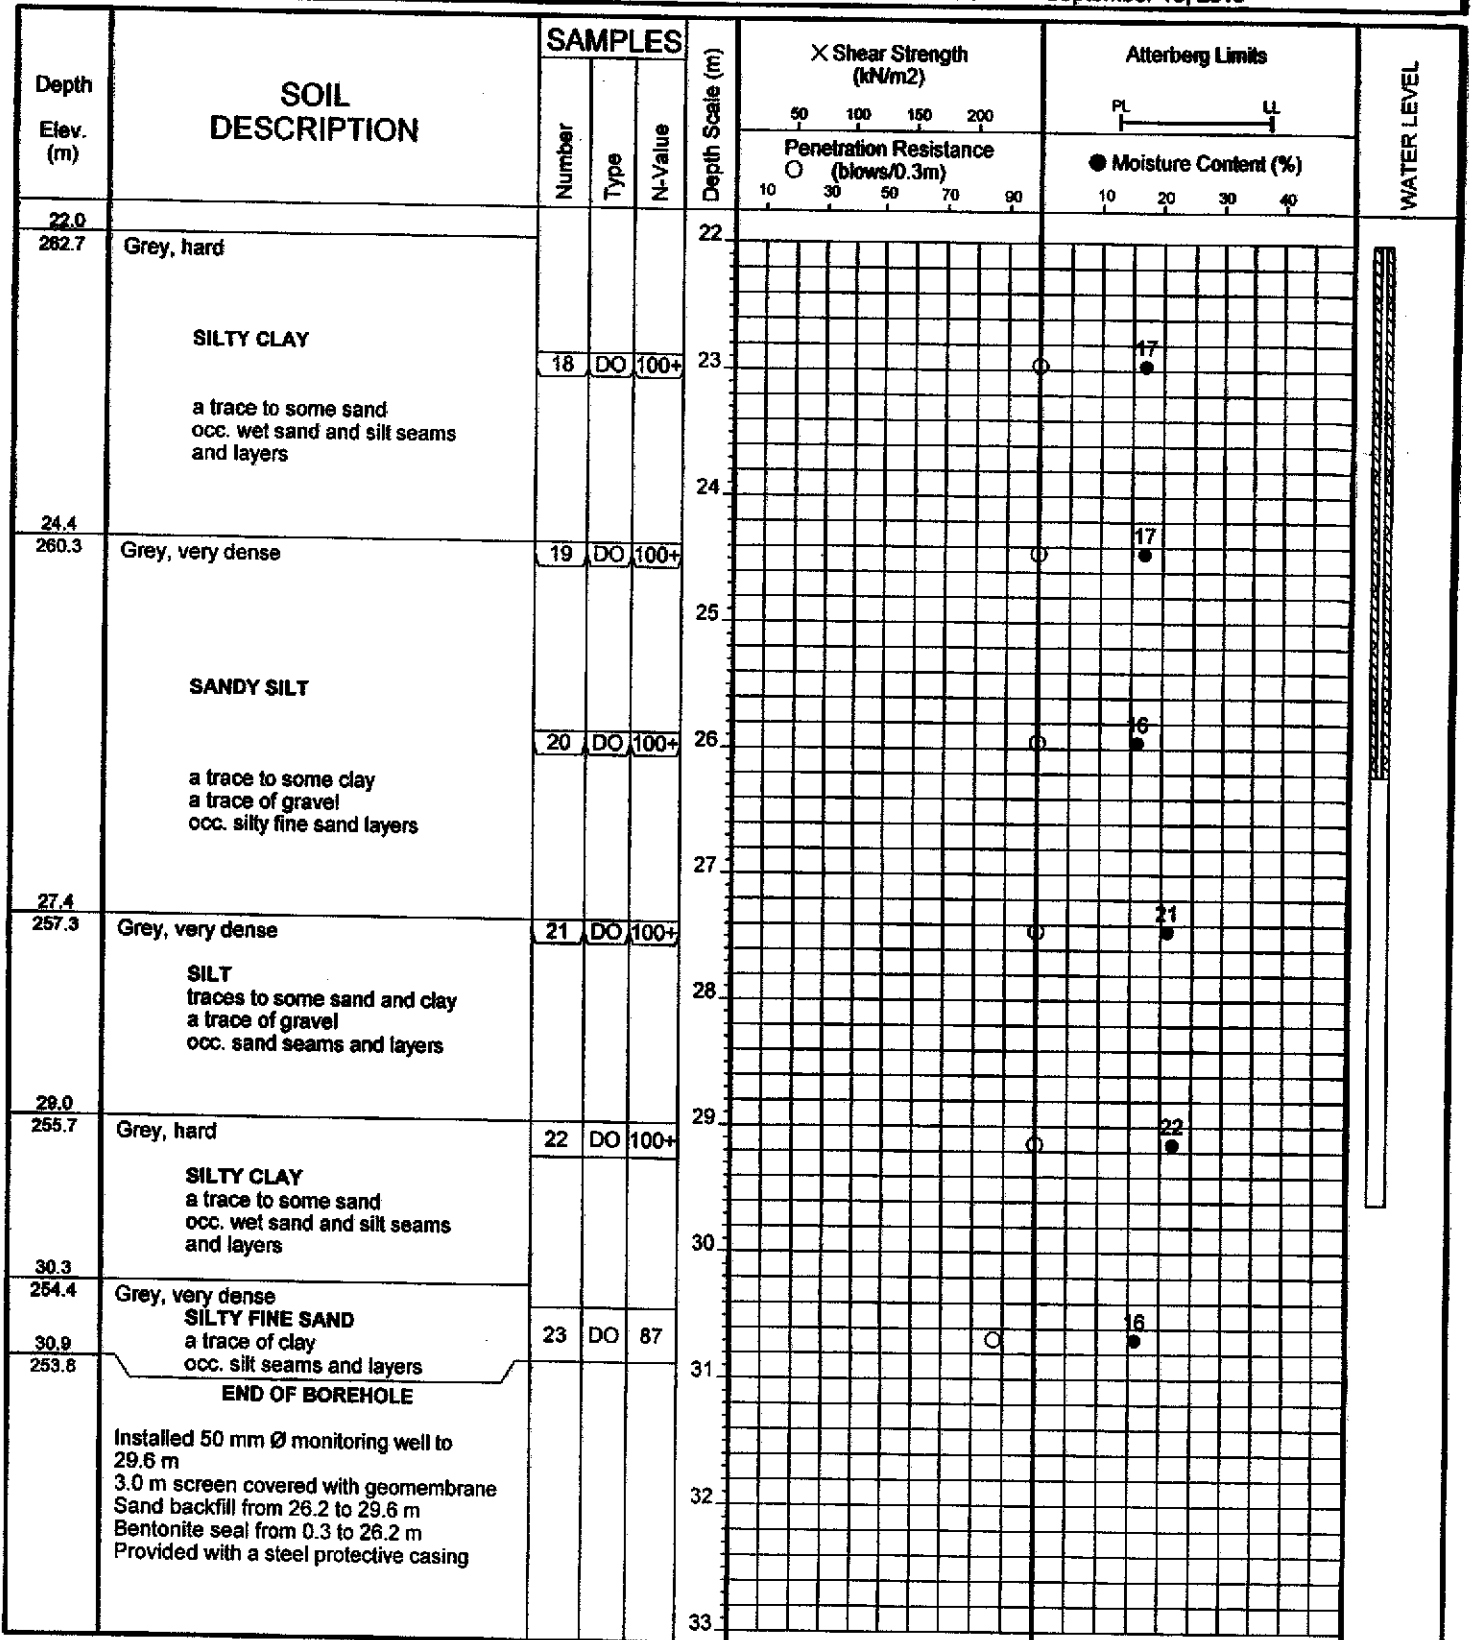 SAMPLES
Depth
Elev.
(m)
SOIL
DESCRIPTION
Number
Type
N-Value
Depth Scale (m)
× Shear Strength
(kN/m2)
50 100 150 200
Penetration Resistance
(blows/0.3m)
10 30 50 70 90
Atterberg Limits
PL LL
Moisture Content (%)
10 20 30 40
WATER LEVEL
22.0
262.7
Grey, hard
22
SILTY CLAY
18 DO 100+
23
17
a trace to some sand
occ. wet sand and silt seams
and layers
24
24.4
260.3
Grey, very dense
19 DO 100+
17
25
SANDY SILT
20 DO 100+
26
16
a trace to some clay
a trace of gravel
occ. silty fine sand layers
27
27.4
257.3
Grey, very dense
21 DO 100+
21
SILT
traces to some sand and clay
a trace of gravel
occ. sand seams and layers
28
29.0
255.7
Grey, hard
22 DO 100+
29
22
SILTY CLAY
a trace to some sand
occ. wet sand and silt seams
and layers
30
30.3
254.4
Grey, very dense
SILTY FINE SAND
a trace of clay
occ. silt seams and layers
23 DO 87
16
30.9
253.8
31
END OF BOREHOLE
Installed 50 mm Ø monitoring well to
29.6 m
3.0 m screen covered with geomembrane
Sand backfill from 26.2 to 29.6 m
Bentonite seal from 0.3 to 26.2 m
Provided with a steel protective casing
32
33